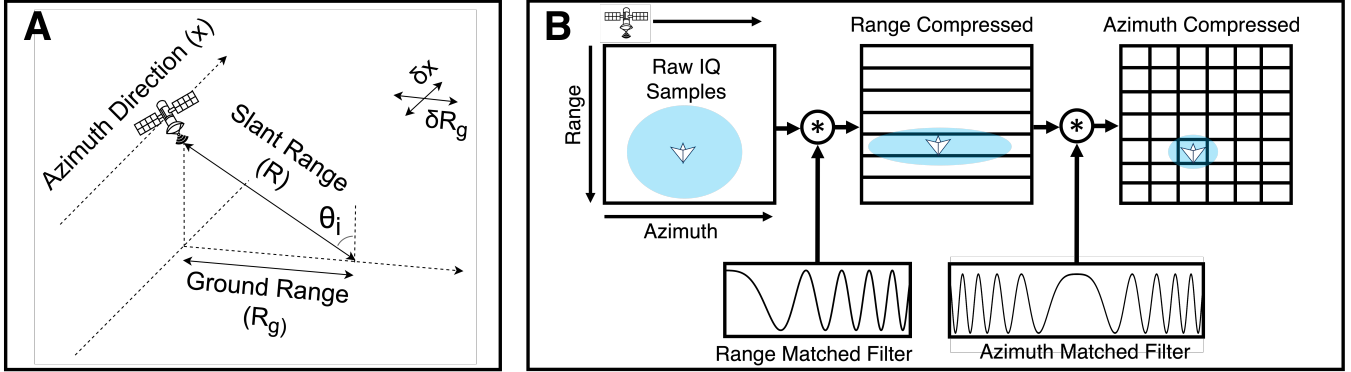 A
Azimuth Direction (x)
Slant Range
(R)
δx
δRg
θi
Ground Range
(Rg)
B
Range
Raw IQ
Samples
Azimuth
*
Range Compressed
*
Azimuth Compressed
Range Matched Filter
Azimuth Matched Filter